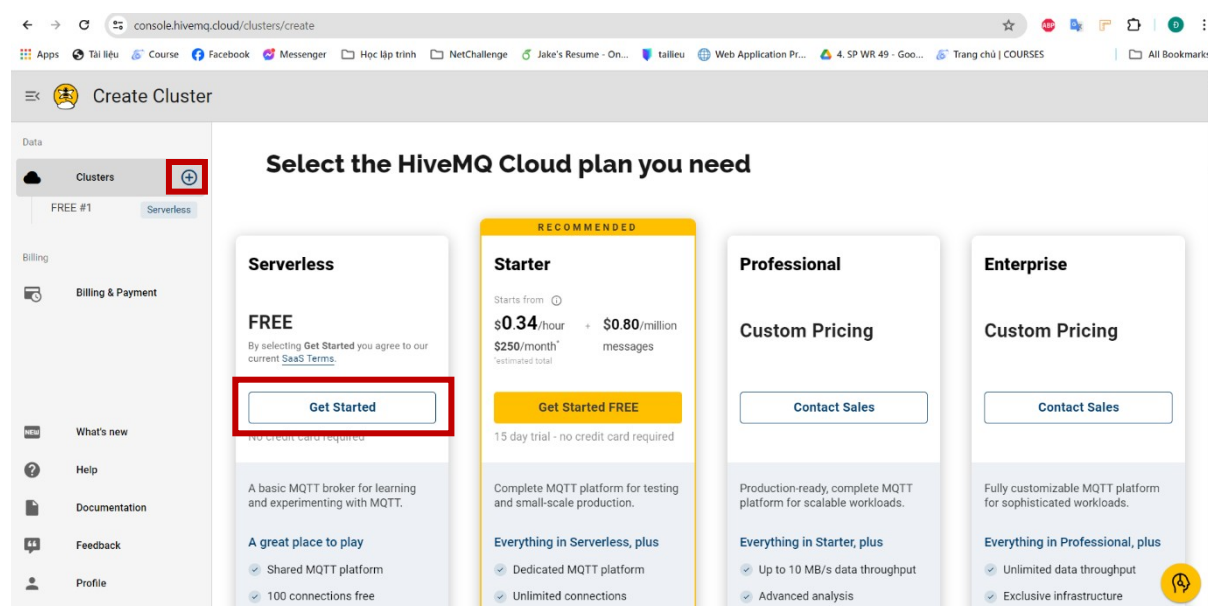 console.hivemq.cloud/clusters/create
Apps
Tài liệu
Course
Facebook
Messenger
Học lập trình
NetChallenge
Jake's Resume - On...
tailieu
Web Application Pr...
4. SP WR 49 - Goo...
Trang chủ | COURSES
All Bookmarks
Create Cluster
Data
Clusters
FREE #1
Serverless
Billing
Billing & Payment
What's new
Help
Documentation
Feedback
Profile
Select the HiveMQ Cloud plan you need
Serverless
FREE
By selecting Get Started you agree to our
current SaaS Terms.
Get Started
No credit card required
A basic MQTT broker for learning
and experimenting with MQTT.
A great place to play
Shared MQTT platform
100 connections free
RECOMMENDED
Starter
Starts from
$0.34/hour + $0.80/million
$250/month* messages
*estimated total
Get Started FREE
15 day trial - no credit card required
Complete MQTT platform for testing
and small-scale production.
Everything in Serverless, plus
Dedicated MQTT platform
Unlimited connections
Professional
Custom Pricing
Contact Sales
Production-ready, complete MQTT
platform for scalable workloads.
Everything in Starter, plus
Up to 10 MB/s data throughput
Advanced analysis
Enterprise
Custom Pricing
Contact Sales
Fully customizable MQTT platform
for sophisticated workloads.
Everything in Professional, plus
Unlimited data throughput
Exclusive infrastructure